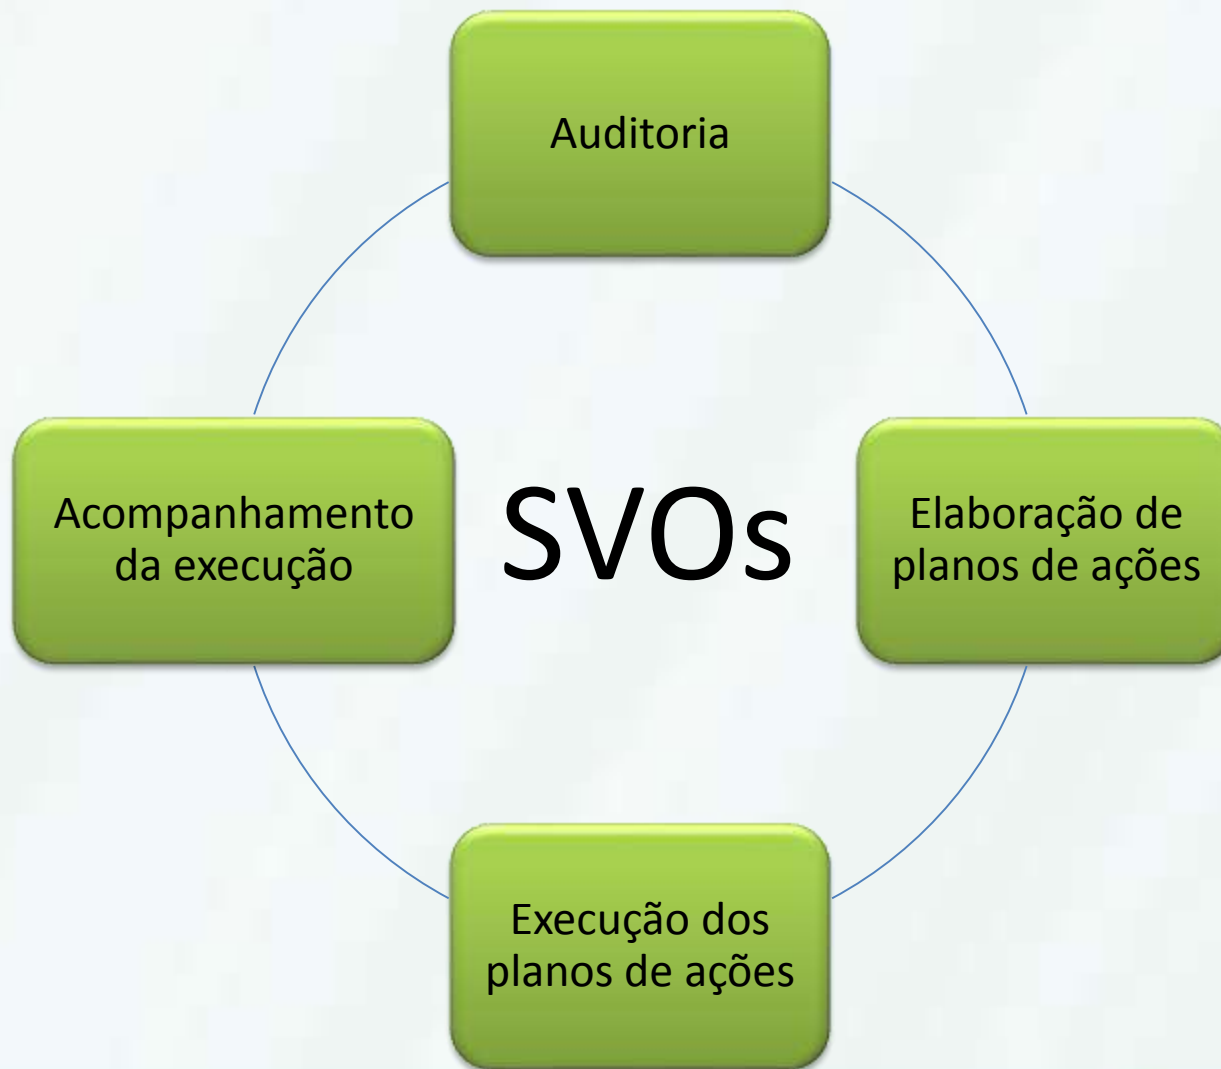 Auditoria
Acompanhamento
da execução
SVOs
Elaboração de
planos de ações
Execução dos
planos de ações